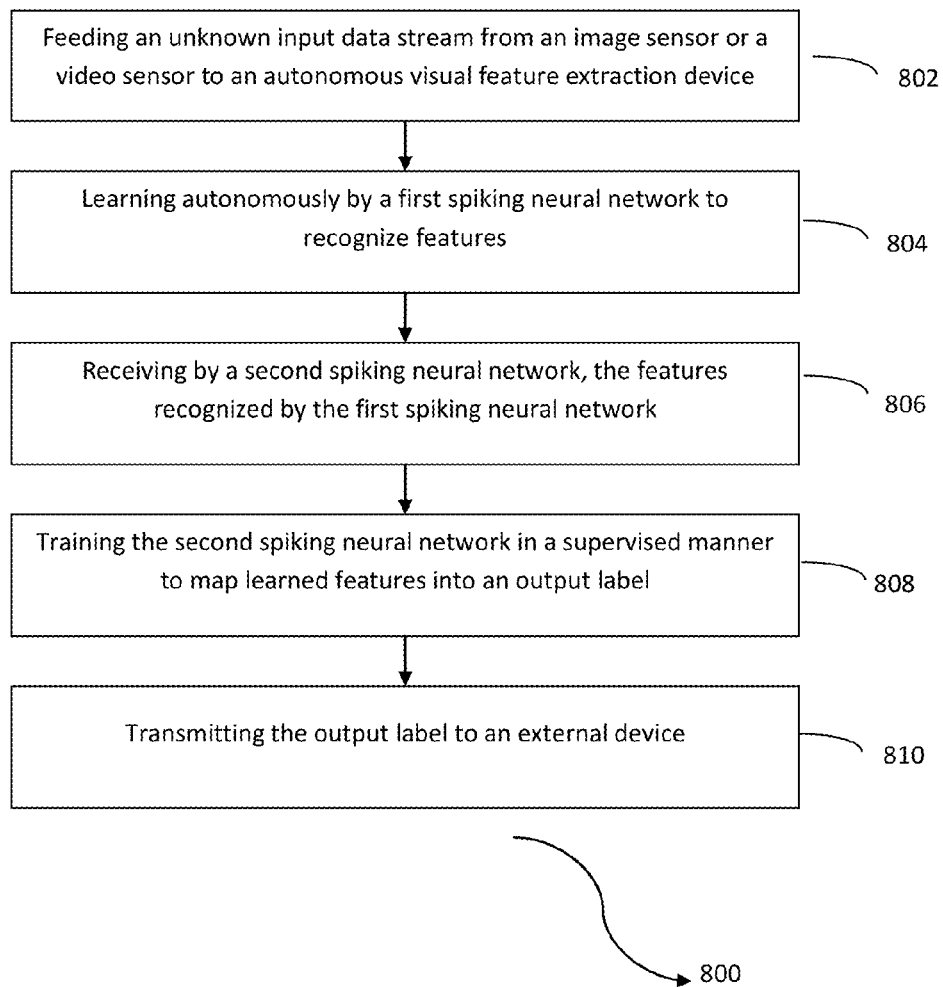 Feeding an unknown input data stream from an image sensor or a
video sensor to an autonomous visual feature extraction device
802
Learning autonomously by a first spiking neural network to
recognize features
804
Receiving by a second spiking neural network, the features
recognized by the first spiking neural network
806
Training the second spiking neural network in a supervised manner
to map learned features into an output label
808
Transmitting the output label to an external device
810
800